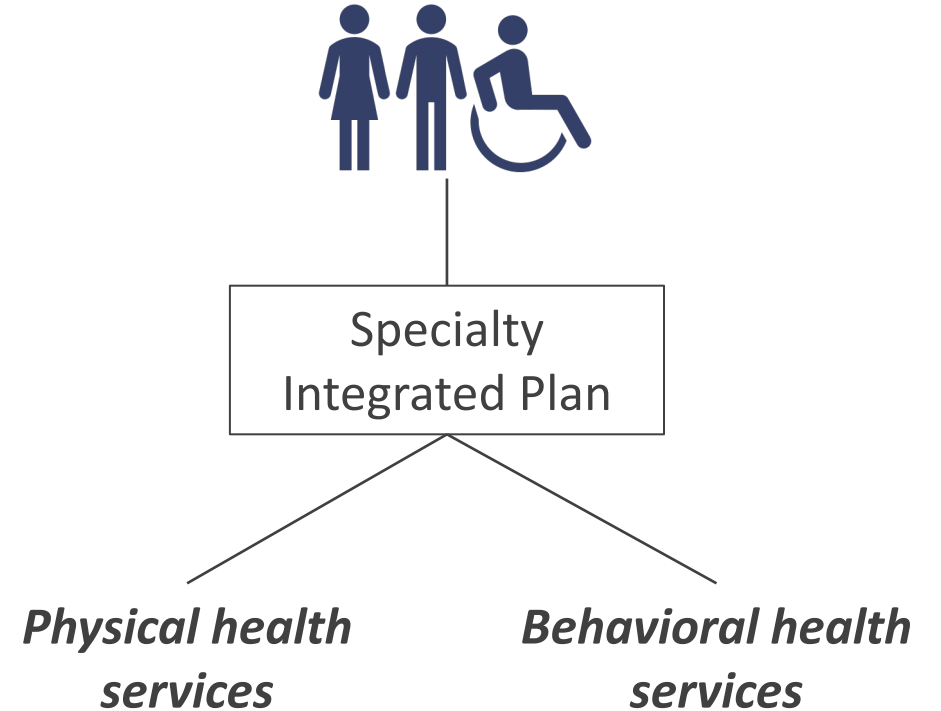 Specialty
Integrated Plan
Physical health
services
Behavioral health
services